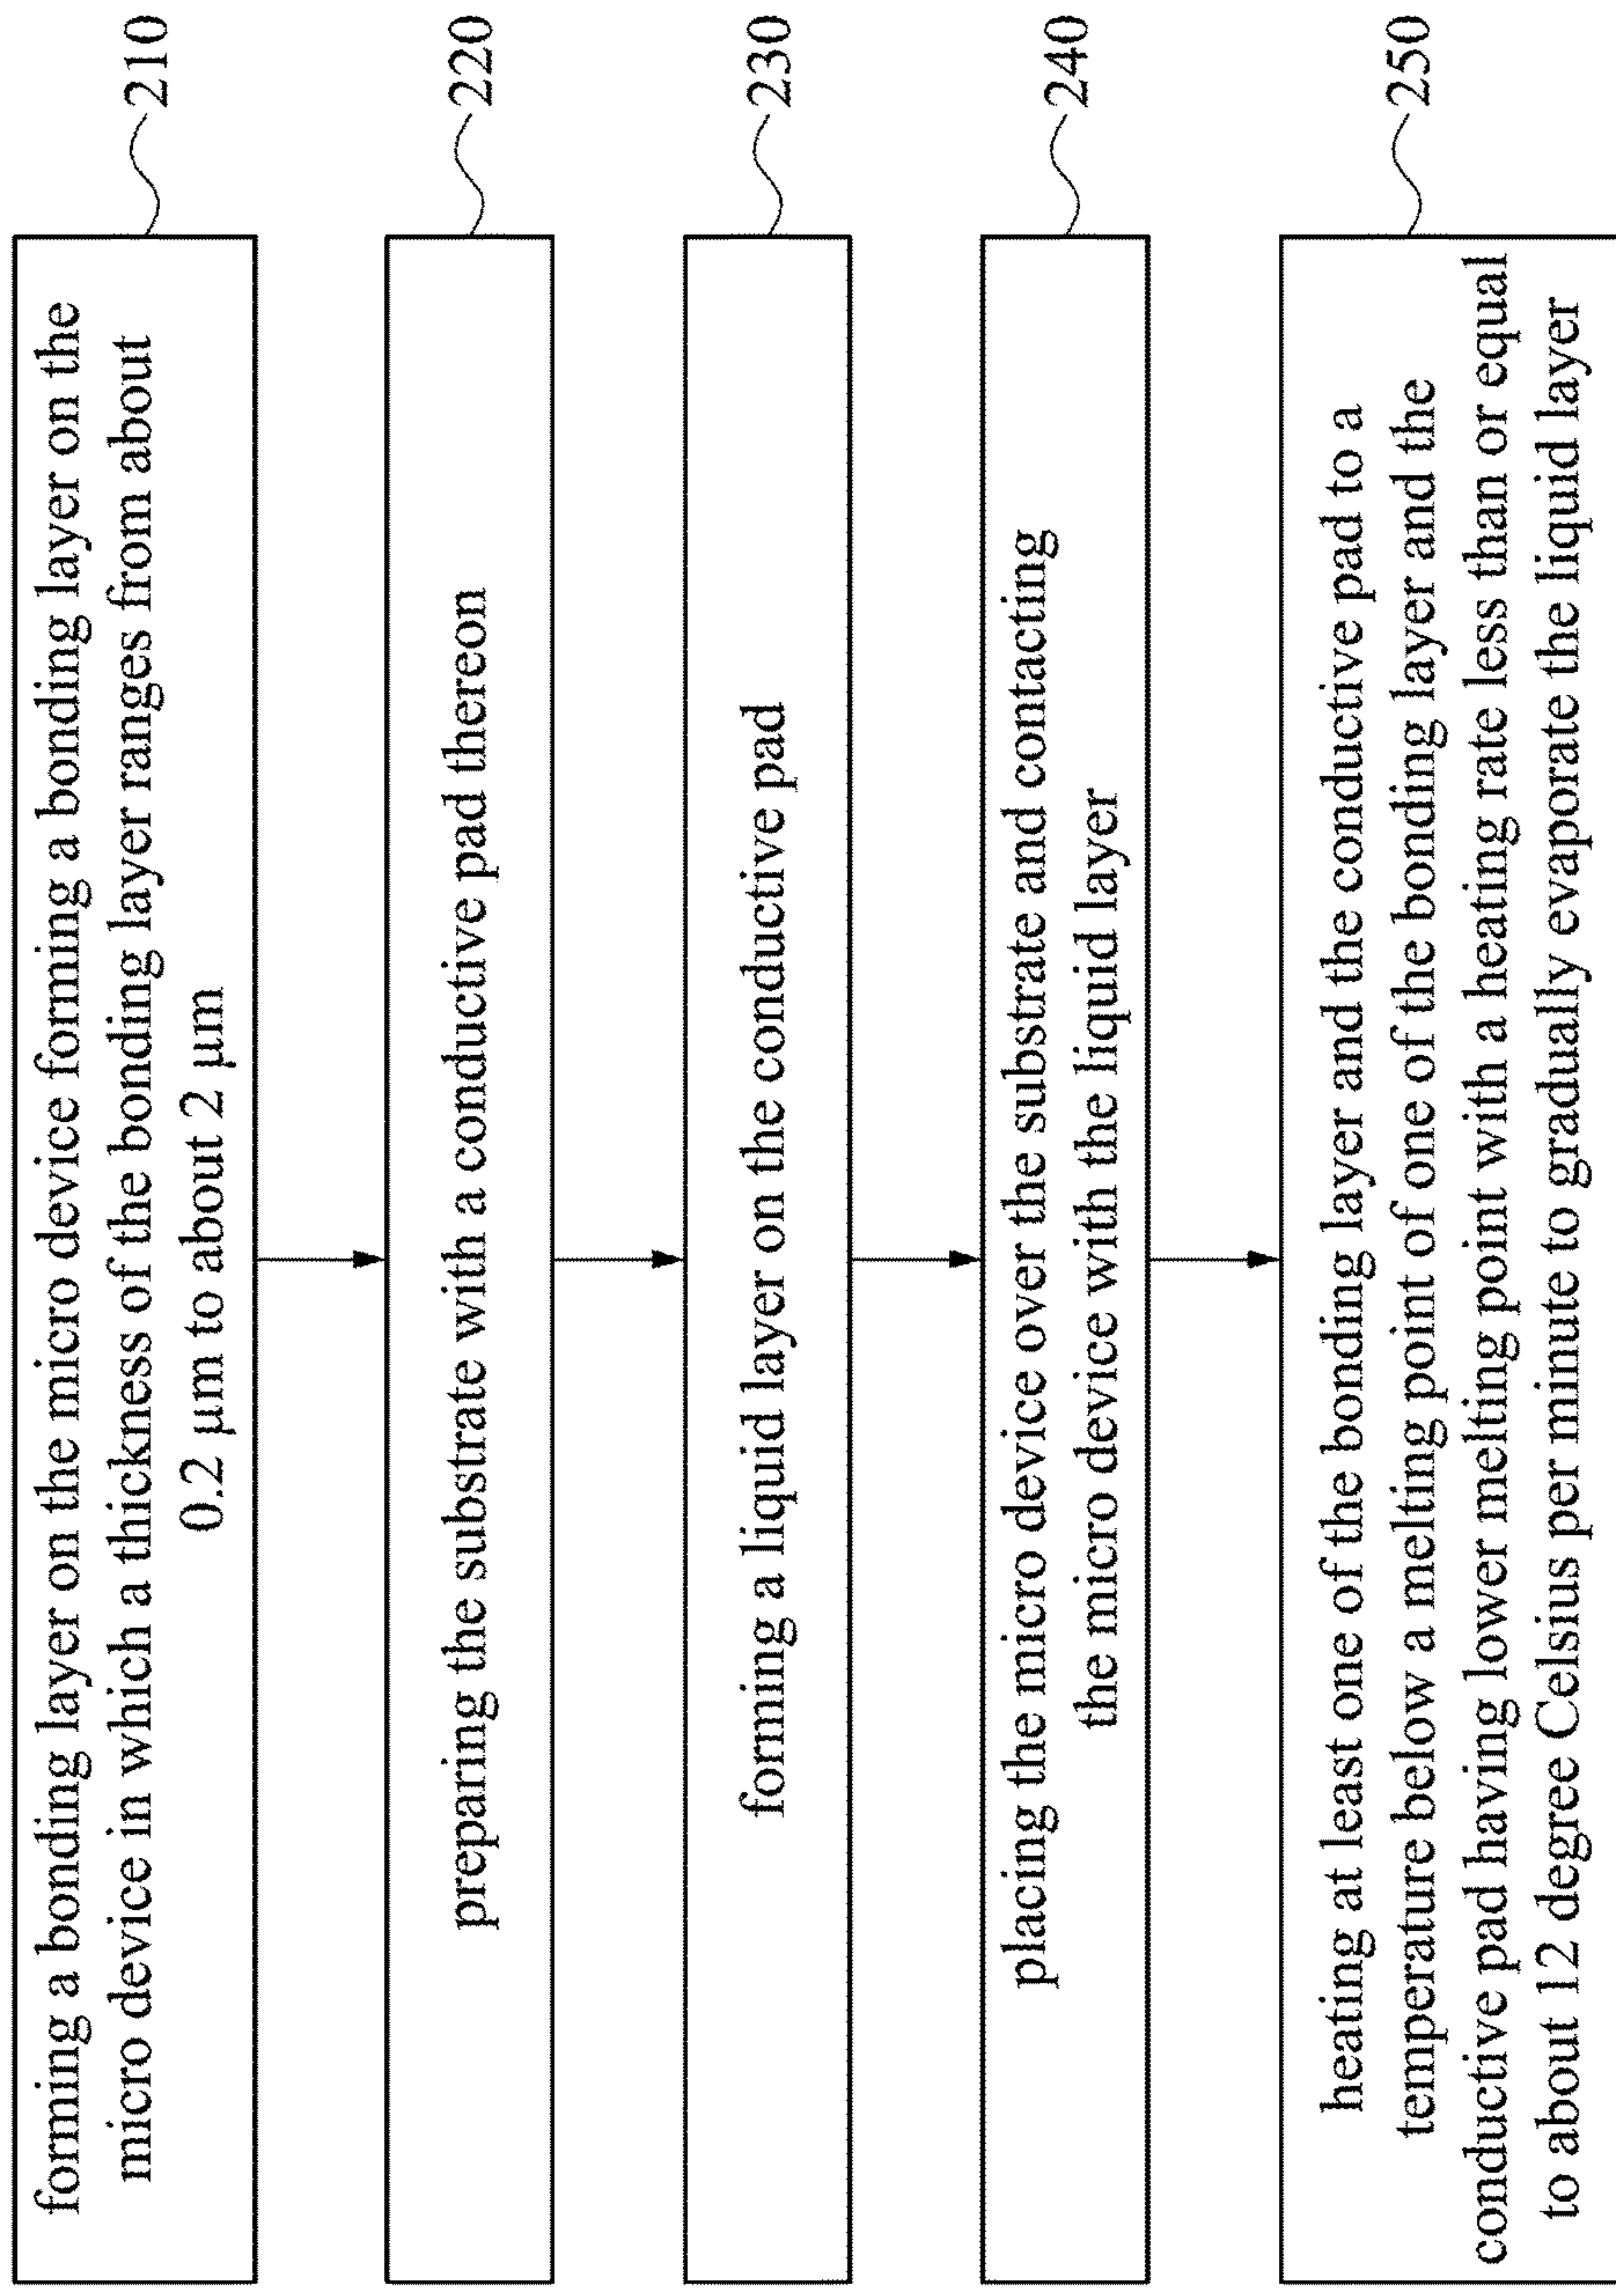 forming a bonding layer on the micro device forming a bonding layer on the
micro device in which a thickness of the bonding layer ranges from about
0.2 μm to about 2 μm
210
preparing the substrate with a conductive pad thereon
220
forming a liquid layer on the conductive pad
230
placing the micro device over the substrate and contacting
the micro device with the liquid layer
240
heating at least one of the bonding layer and the conductive pad to a
temperature below a melting point of one of the bonding layer and the
conductive pad having lower melting point with a heating rate less than or equal
to about 12 degree Celsius per minute to gradually evaporate the liquid layer
250